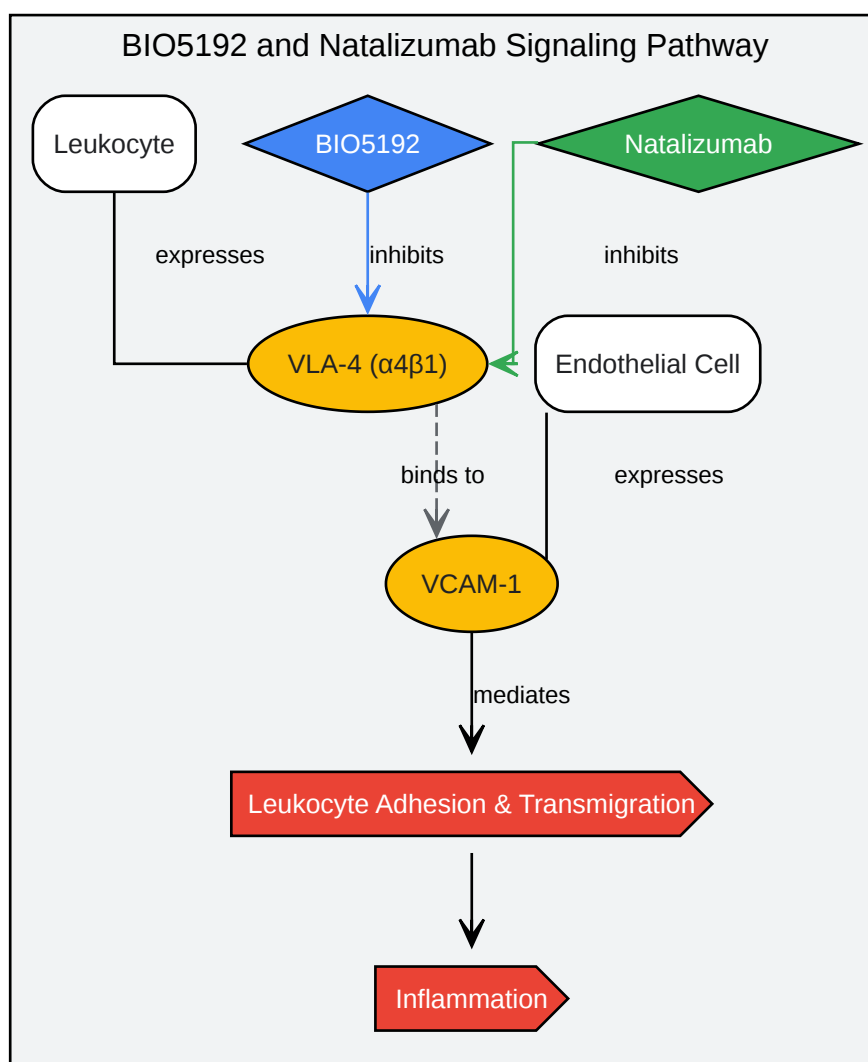 BIO5192 and Natalizumab Signaling Pathway
Leukocyte
BIO5192
Natalizumab
expresses
inhibits
inhibits
VLA-4 (α4β1)
Endothelial Cell
binds to
expresses
VCAM-1
mediates
Leukocyte Adhesion & Transmigration
Inflammation